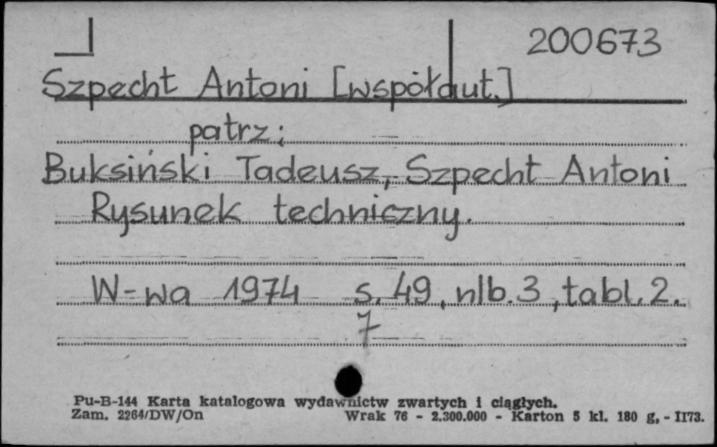 200673
Szpecht Antoni [współaut.]
patrz:
Buksiński Tadeusz, Szpecht Antoni
Rysunek techniczny.
W-wa 1974 s. 49, nlb. 3, tabl. 2.
7
Pu-B-144 Karta katalogowa wydawnictw zwartych i ciągłych.
Zam. 2264/DW/On Wrak 76 - 2.300.000 - Karton 5 kl. 180 g. - II73.